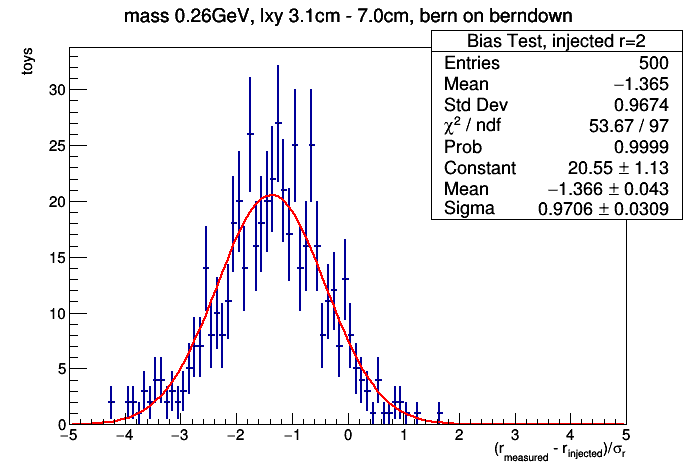 mass 0.26GeV, lxy 3.1cm - 7.0cm, bern on berndown
Bias Test, injected r=2
Entries 500
Mean −1.365
Std Dev 0.9674
χ² / ndf 53.67 / 97
Prob 0.9999
Constant 20.55 ± 1.13
Mean −1.366 ± 0.043
Sigma 0.9706 ± 0.0309
toys
30
25
20
15
10
5
0
−5 −4 −3 −2 −1 0 1 2 3 4 5
(r_measured - r_injected)/σ_r